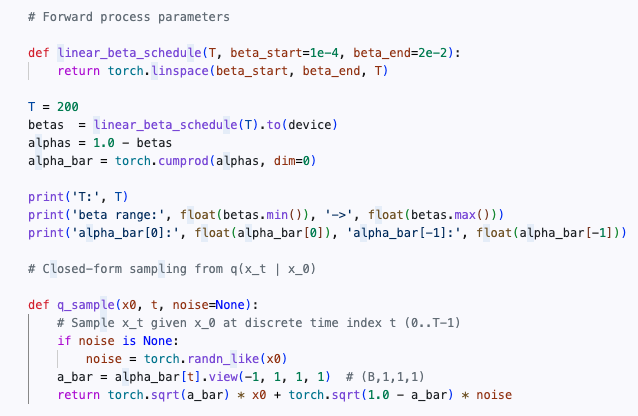 # Forward process parameters
def linear_beta_schedule(T, beta_start=1e-4, beta_end=2e-2):
    return torch.linspace(beta_start, beta_end, T)
T = 200
betas  = linear_beta_schedule(T).to(device)
alphas = 1.0 - betas
alpha_bar = torch.cumprod(alphas, dim=0)
print('T:', T)
print('beta range:', float(betas.min()), '->', float(betas.max()))
print('alpha_bar[0]:', float(alpha_bar[0]), 'alpha_bar[-1]:', float(alpha_bar[-1]))
# Closed-form sampling from q(x_t | x_0)
def q_sample(x0, t, noise=None):
    # Sample x_t given x_0 at discrete time index t (0..T-1)
    if noise is None:
        noise = torch.randn_like(x0)
    a_bar = alpha_bar[t].view(-1, 1, 1, 1)  # (B,1,1,1)
    return torch.sqrt(a_bar) * x0 + torch.sqrt(1.0 - a_bar) * noise